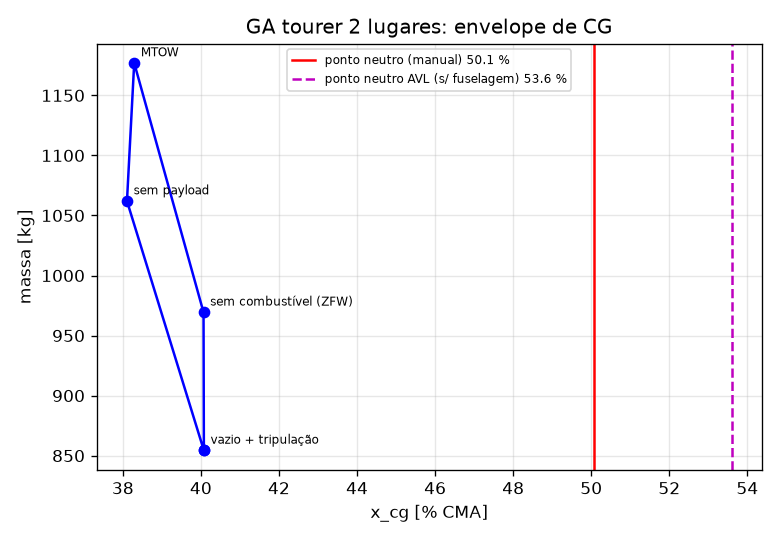 GA tourer 2 lugares: envelope de CG
ponto neutro (manual) 50.1 %
ponto neutro AVL (s/ fuselagem) 53.6 %
MTOW
sem payload
sem combustível (ZFW)
vazio + tripulação
massa [kg]
1150
1100
1050
1000
950
900
850
38 40 42 44 46 48 50 52 54
x_cg [% CMA]